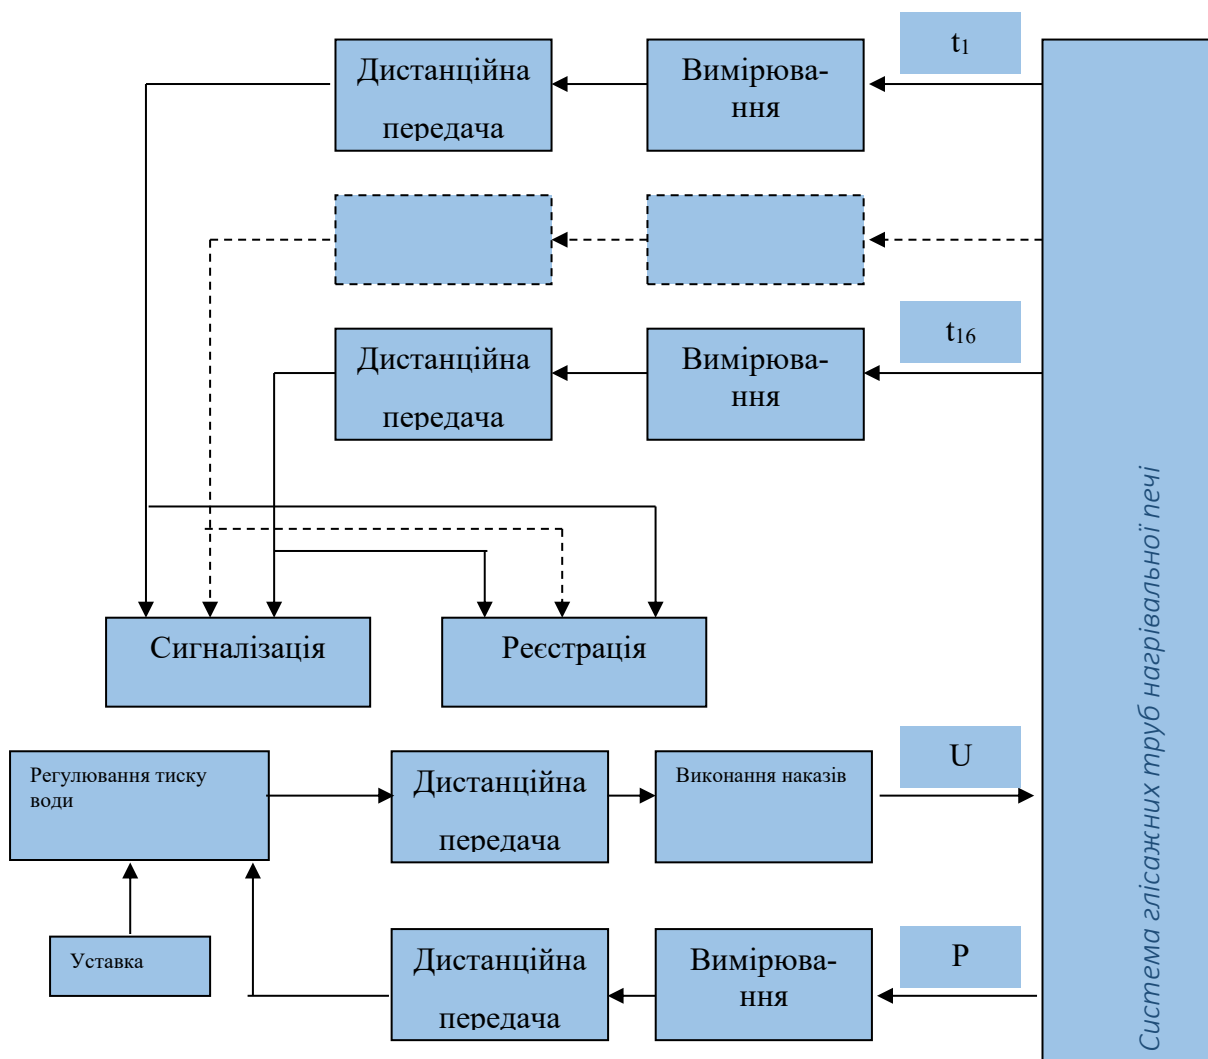 t1
Дистанційна
передача
Вимірюва-
ння
t16
Дистанційна
передача
Вимірюва-
ння
Сигналізація
Реєстрація
Регулювання тиску
води
Дистанційна
передача
Виконання наказів
U
Уставка
Дистанційна
передача
Вимірюва-
ння
P
Система глісажних труб нагрівальної печі